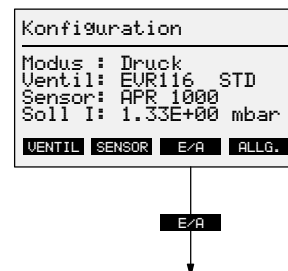 Konfiguration
Modus : Druck
Ventil: EVR116 STD
Sensor: APR 1000
Soll I: 1.33E+00 mbar
VENTIL SENSOR E/A ALLG.
E/A